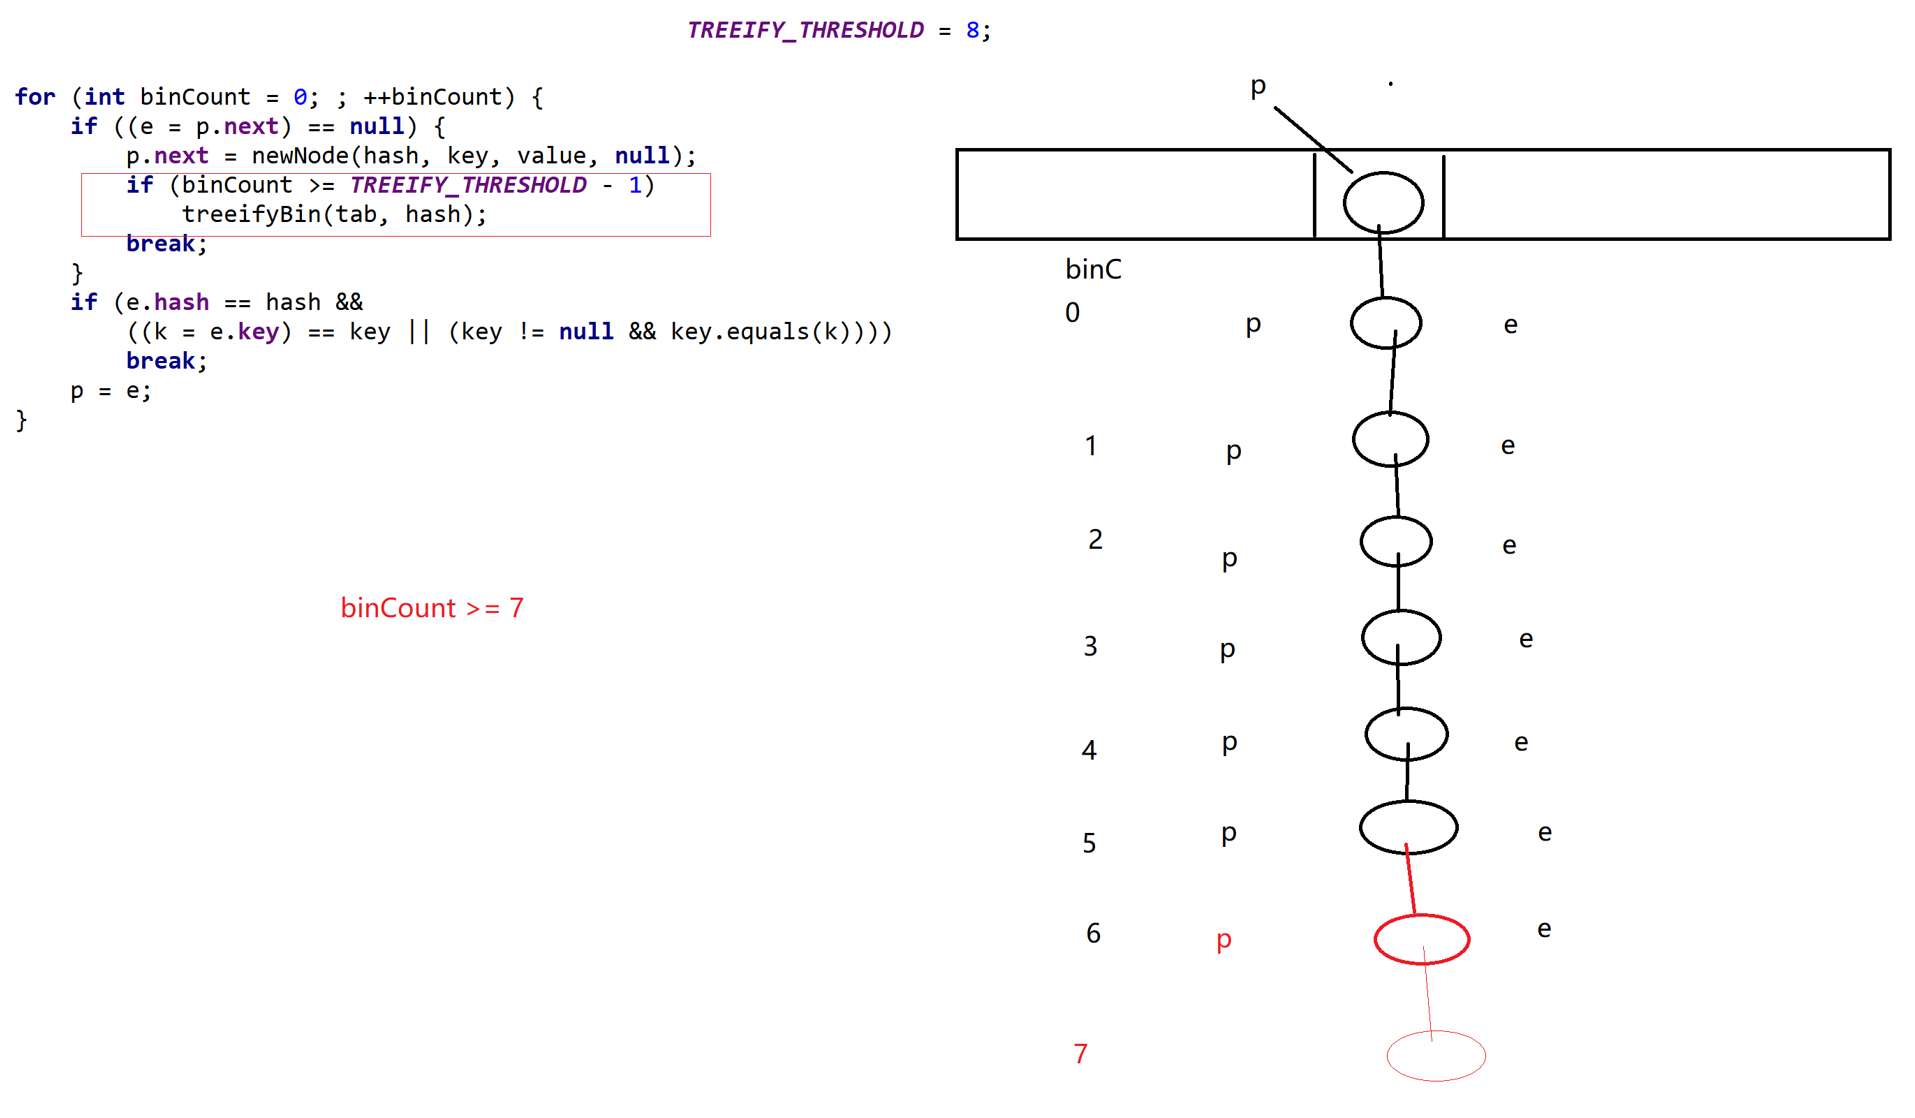 TREEIFY_THRESHOLD = 8;
for (int binCount = 0; ; ++binCount) {
if ((e = p.next) == null) {
p.next = newNode(hash, key, value, null);
if (binCount >= TREEIFY_THRESHOLD - 1)
treeifyBin(tab, hash);
break;
}
if (e.hash == hash &&
((k = e.key) == key || (key != null && key.equals(k))))
break;
p = e;
}
binCount >= 7
p
binC
0 p e
1 p e
2 p e
3 p e
4 p e
5 p e
6 p e
7